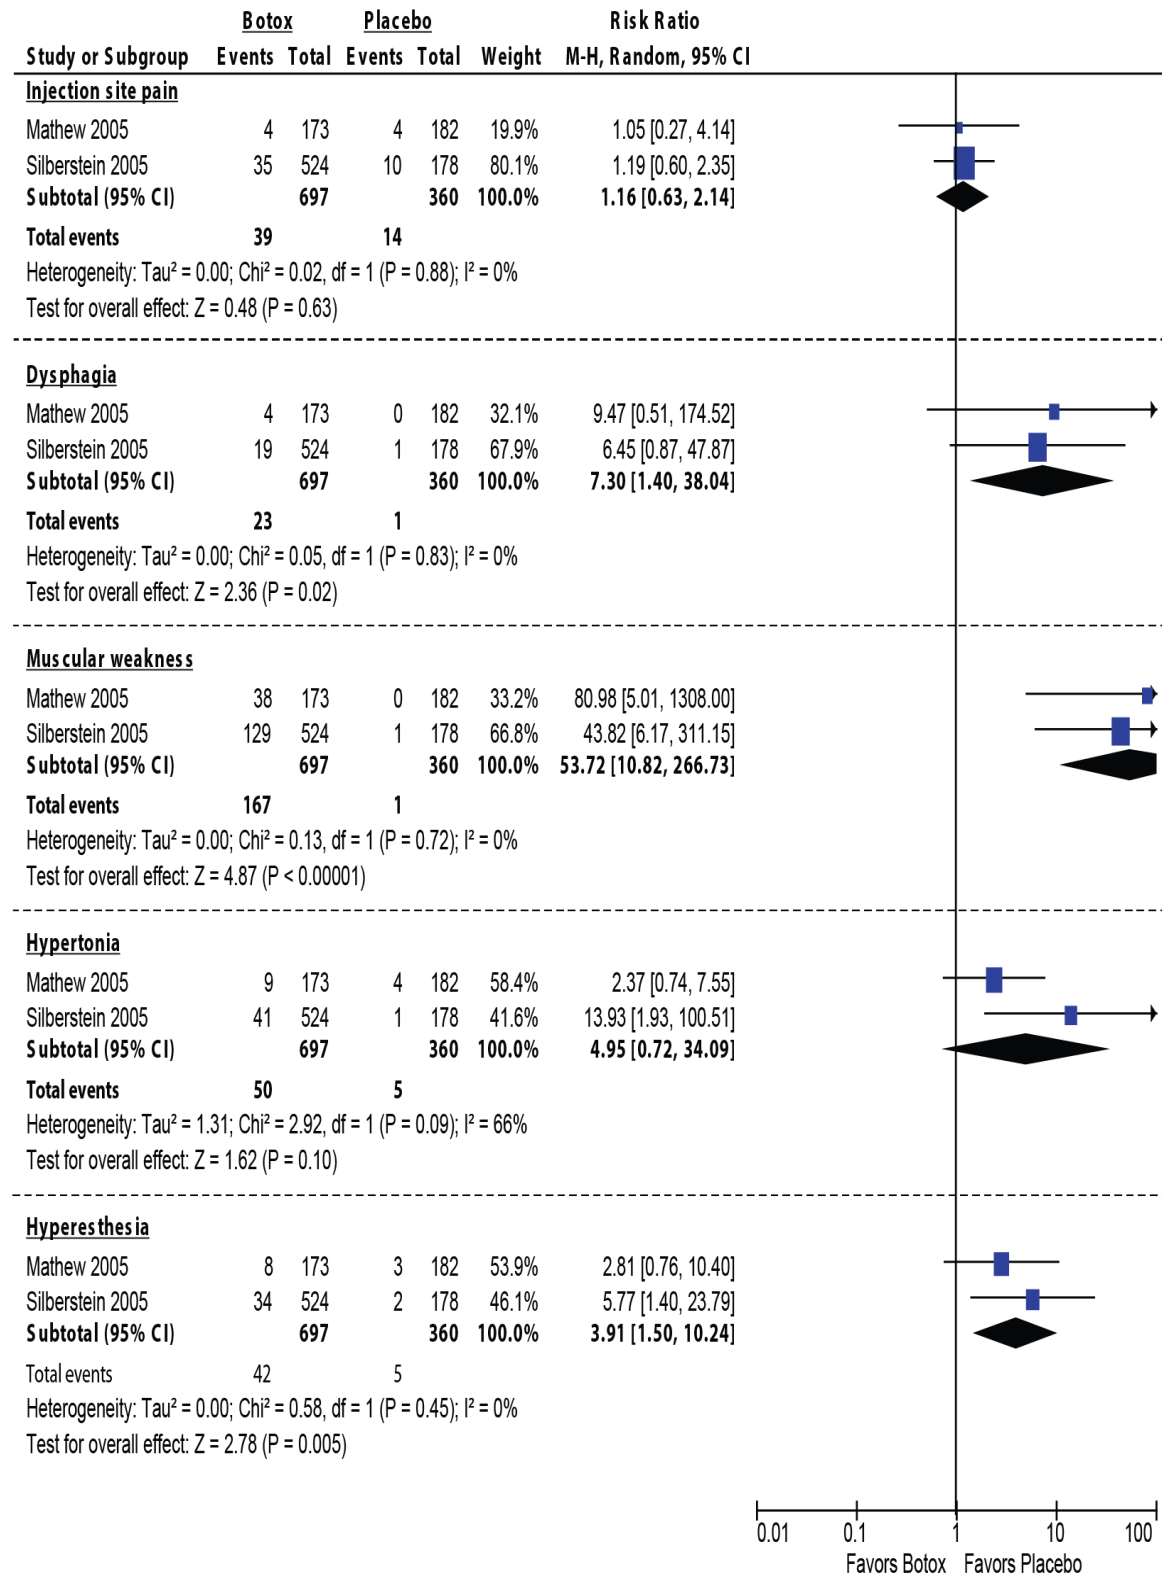 Botox Placebo Risk Ratio
Study or Subgroup Events Total Events Total Weight M-H, Random, 95% CI
Injection site pain
Mathew 2005 4 173 4 182 19.9% 1.05 [0.27, 4.14]
Silberstein 2005 35 524 10 178 80.1% 1.19 [0.60, 2.35]
Subtotal (95% CI) 697 360 100.0% 1.16 [0.63, 2.14]
Total events 39 14
Heterogeneity: Tau² = 0.00; Chi² = 0.02, df = 1 (P = 0.88); I² = 0%
Test for overall effect: Z = 0.48 (P = 0.63)
Dysphagia
Mathew 2005 4 173 0 182 32.1% 9.47 [0.51, 174.52]
Silberstein 2005 19 524 1 178 67.9% 6.45 [0.87, 47.87]
Subtotal (95% CI) 697 360 100.0% 7.30 [1.40, 38.04]
Total events 23 1
Heterogeneity: Tau² = 0.00; Chi² = 0.05, df = 1 (P = 0.83); I² = 0%
Test for overall effect: Z = 2.36 (P = 0.02)
Muscular weakness
Mathew 2005 38 173 0 182 33.2% 80.98 [5.01, 1308.00]
Silberstein 2005 129 524 1 178 66.8% 43.82 [6.17, 311.15]
Subtotal (95% CI) 697 360 100.0% 53.72 [10.82, 266.73]
Total events 167 1
Heterogeneity: Tau² = 0.00; Chi² = 0.13, df = 1 (P = 0.72); I² = 0%
Test for overall effect: Z = 4.87 (P < 0.00001)
Hypertonia
Mathew 2005 9 173 4 182 58.4% 2.37 [0.74, 7.55]
Silberstein 2005 41 524 1 178 41.6% 13.93 [1.93, 100.51]
Subtotal (95% CI) 697 360 100.0% 4.95 [0.72, 34.09]
Total events 50 5
Heterogeneity: Tau² = 1.31; Chi² = 2.92, df = 1 (P = 0.09); I² = 66%
Test for overall effect: Z = 1.62 (P = 0.10)
Hyperesthesia
Mathew 2005 8 173 3 182 53.9% 2.81 [0.76, 10.40]
Silberstein 2005 34 524 2 178 46.1% 5.77 [1.40, 23.79]
Subtotal (95% CI) 697 360 100.0% 3.91 [1.50, 10.24]
Total events 42 5
Heterogeneity: Tau² = 0.00; Chi² = 0.58, df = 1 (P = 0.45); I² = 0%
Test for overall effect: Z = 2.78 (P = 0.005)
0.01 0.1 1 10 100
Favors Botox Favors Placebo